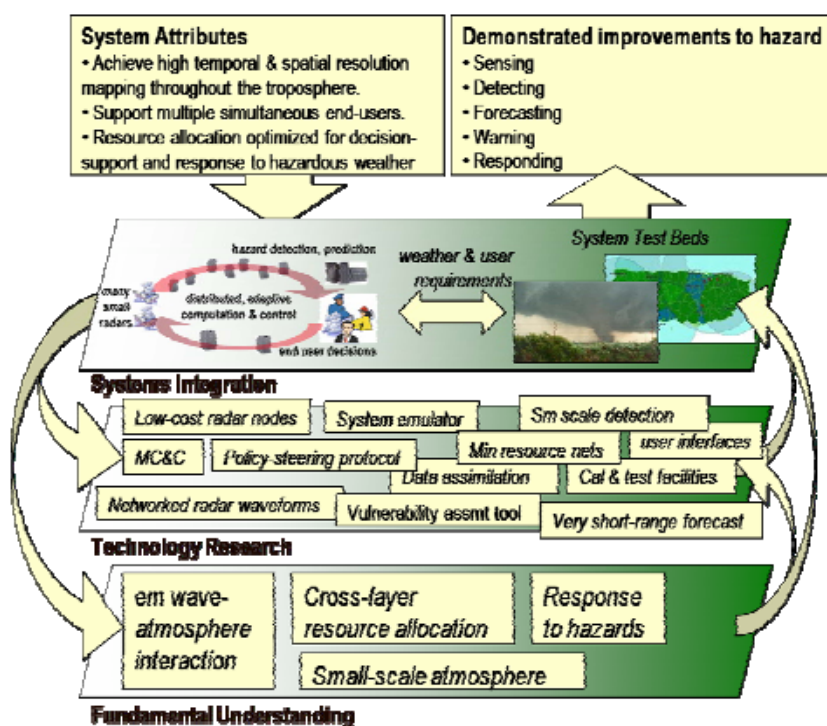 System Attributes
• Achieve high temporal & spatial resolution
mapping throughout the troposphere.
• Support multiple simultaneous end-users.
• Resource allocation optimized for decision-
support and response to hazardous weather
Demonstrated improvements to hazard
• Sensing
• Detecting
• Forecasting
• Warning
• Responding
System Test Beds
hazard detection, prediction
weather & user
requirements
many
small
radars
distributed, adaptive
computation & control
end user decisions
Systems Integration
Low-cost radar nodes
System emulator
Sm scale detection
MC&C
Policy-steering protocol
Min resource nets
user interfaces
Data assimilation
Cal & test facilities
Networked radar waveforms
Vulnerability assmt tool
Very short-range forecast
Technology Research
em wave-
atmosphere
interaction
Cross-layer
resource allocation
Response
to hazards
Small-scale atmosphere
Fundamental Understanding